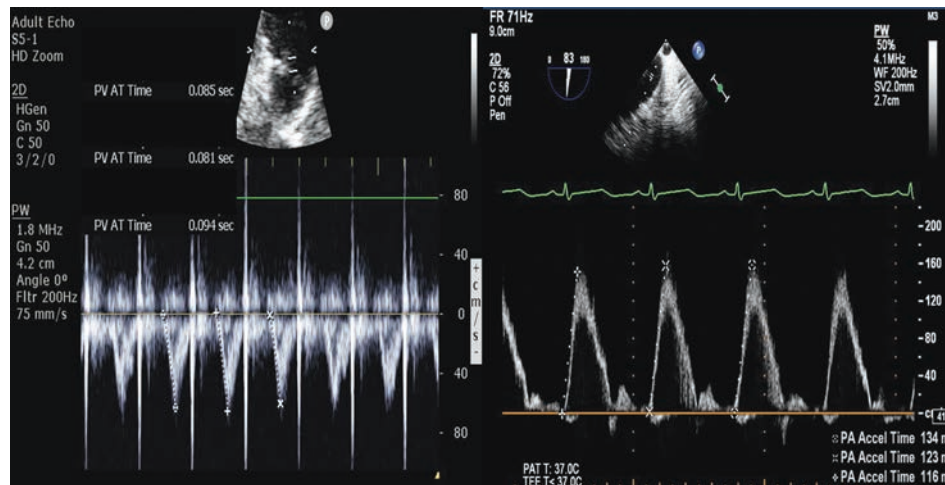 Adult Echo
S5-1
HD Zoom
2D
HGen
Gn 50
C 50
3/2/0
PW
1.8 MHz
Gn 50
4.2 cm
Angle 0°
Fltr 200Hz
75 mm/s
PV AT Time 0.085 sec
PV AT Time 0.081 sec
PV AT Time 0.094 sec
P
80
40
+
c
m
/
s
-
0
40
80
FR 71Hz
9.0cm
2D
72%
C 56
P Off
Pen
0 83 180
P
M3
PW
50%
4.1MHz
WF 200Hz
SV2.0mm
2.7cm
-200
-160
-120
-80
-40
PA Accel Time 134
PA Accel Time 123
PA Accel Time 116
PAT T: 37.0C
TEE T< 37.0C